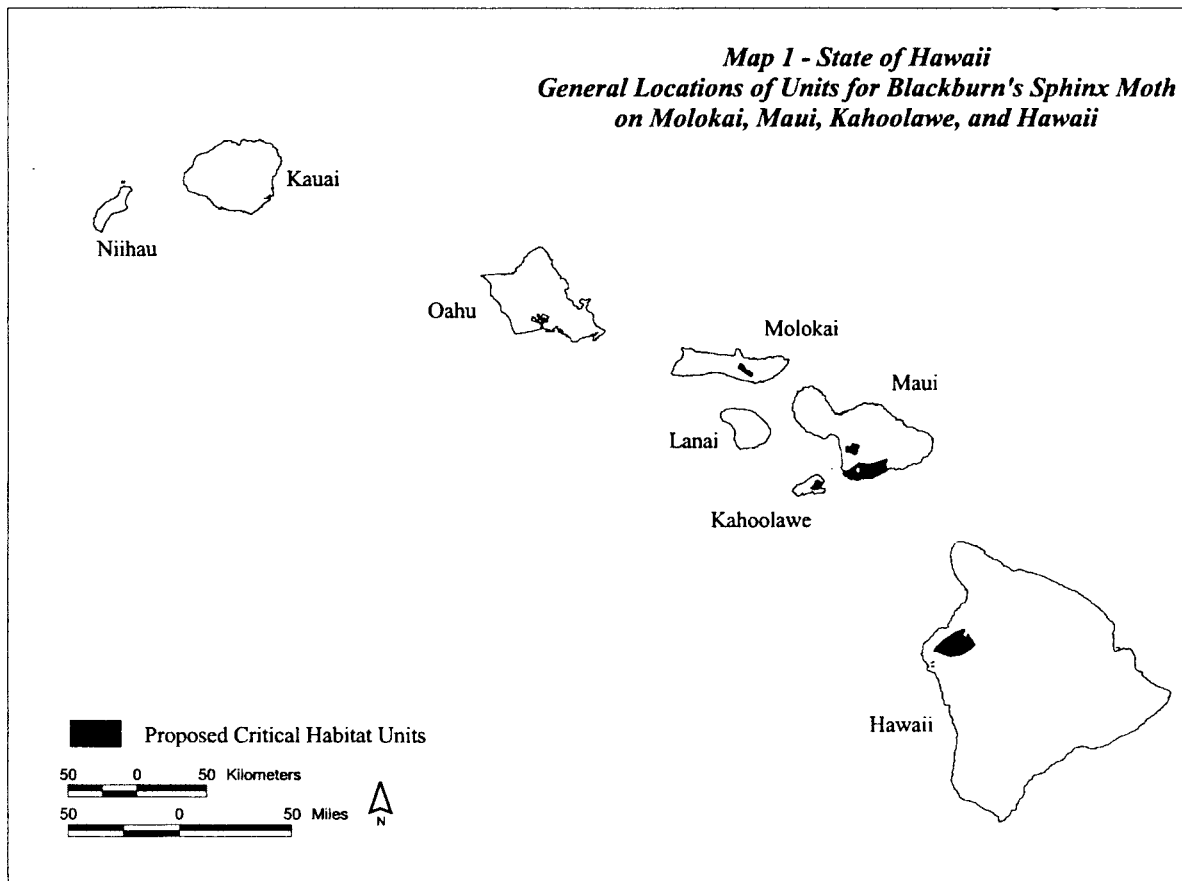 Map 1 - State of Hawaii
General Locations of Units for Blackburn's Sphinx Moth
on Molokai, Maui, Kahoolawe, and Hawaii
Kauai
Niihau
Oahu
Molokai
Maui
Lanai
Kahoolawe
Hawaii
Proposed Critical Habitat Units
50 0 50 Kilometers
50 0 50 Miles
N